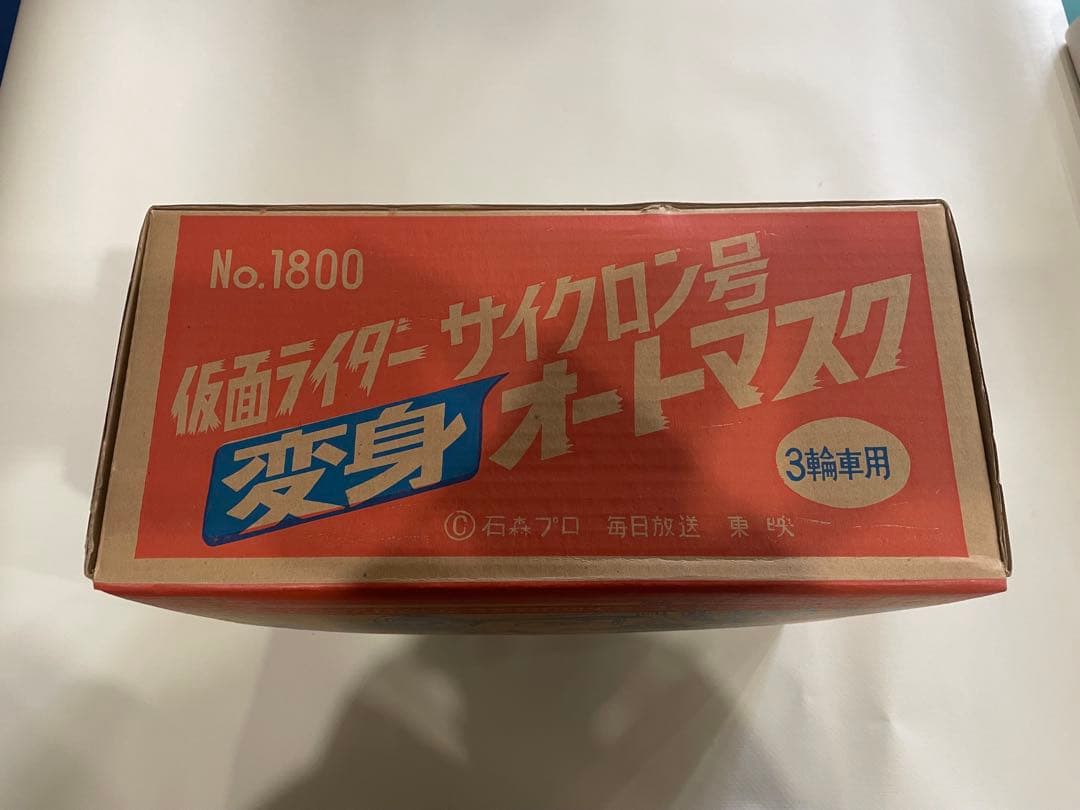 No.1800
仮面ライダーサイクロン号
変身オートマスク
3輪車用
©石森プロ 毎日放送 東映